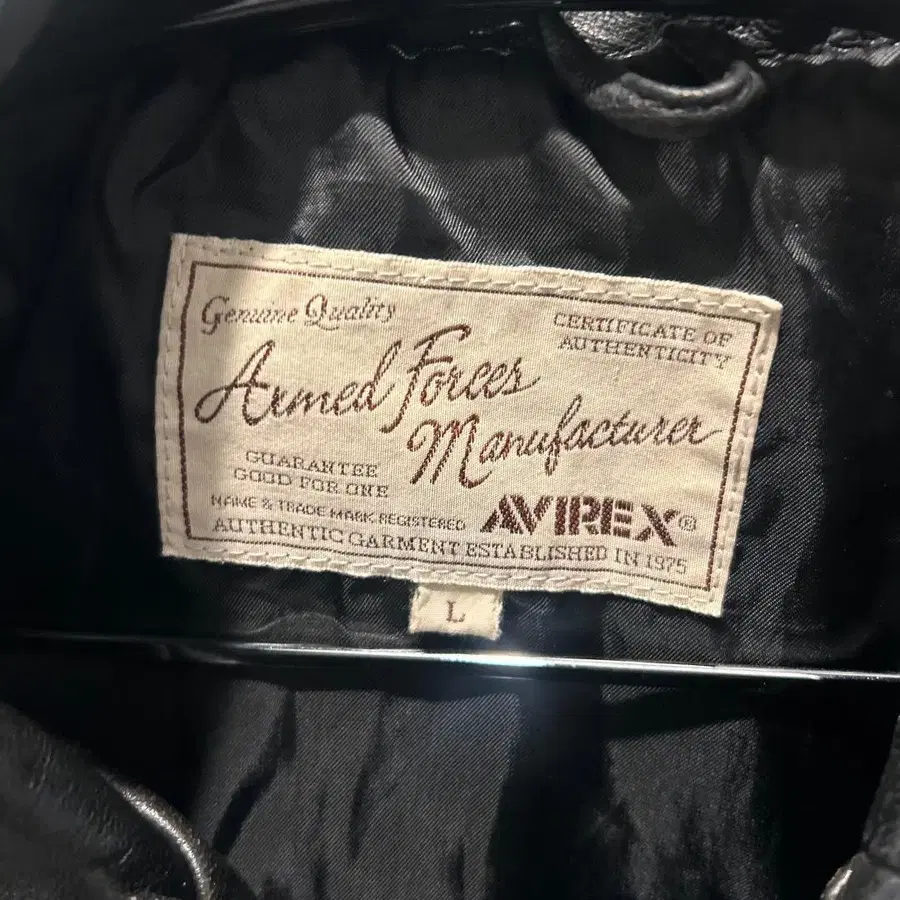 Genuine Quality
CERTIFICATE OF
AUTHENTICITY
Armed Forces
Manufacturer
GUARANTEE
GOOD FOR ONE
NAME & TRADE MARK REGISTERED
AVIREX®
AUTHENTIC GARMENT ESTABLISHED IN 1975
L